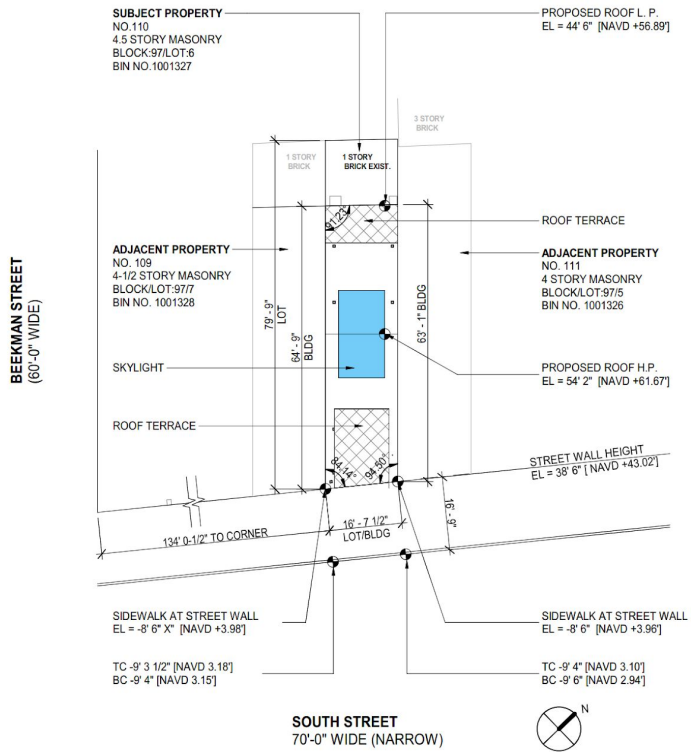 SUBJECT PROPERTY
NO.110
4.5 STORY MASONRY
BLOCK:97/LOT:6
BIN NO.1001327
PROPOSED ROOF L. P.
EL = 44' 6" [NAVD +56.89']
3 STORY
BRICK
1 STORY
BRICK
1 STORY
BRICK EXIST.
91.23°
ROOF TERRACE
ADJACENT PROPERTY
NO. 109
4-1/2 STORY MASONRY
BLOCK/LOT:97/7
BIN NO. 1001328
ADJACENT PROPERTY
NO. 111
4 STORY MASONRY
BLOCK/LOT:97/5
BIN NO. 1001326
79' - 9"
LOT
64' - 9"
BLDG
63' - 1" BLDG
BEEKMAN STREET
(60'-0" WIDE)
SKYLIGHT
PROPOSED ROOF H.P.
EL = 54' 2" [NAVD +61.67']
ROOF TERRACE
84.14°
94.50°
STREET WALL HEIGHT
EL = 38' 6" [ NAVD +43.02']
16' - 9"
134' 0-1/2" TO CORNER
16' - 7 1/2"
LOT/BLDG
SIDEWALK AT STREET WALL
EL = -8' 6" X" [NAVD +3.98']
SIDEWALK AT STREET WALL
EL = -8' 6" [NAVD +3.96']
TC -9' 3 1/2" [NAVD 3.18']
BC -9' 4" [NAVD 3.15']
TC -9' 4" [NAVD 3.10']
BC -9' 6" [NAVD 2.94']
SOUTH STREET
70'-0" WIDE (NARROW)
N